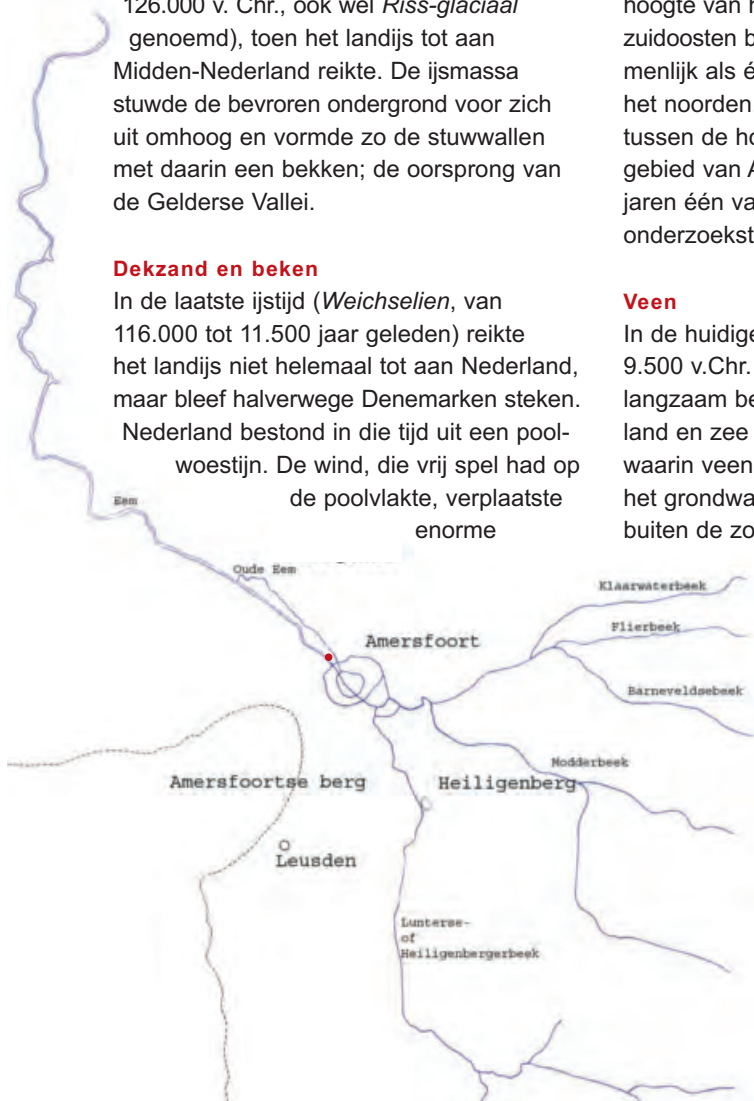 126.000 v. Chr., ook wel Riss-glaciaal
genoemd), toen het landijs tot aan
Midden-Nederland reikte. De ijsmassa
stuwde de bevroren ondergrond voor zich
uit omhoog en vormde zo de stuwwallen
met daarin een bekken; de oorsprong van
de Gelderse Vallei.
Dekzand en beken
In de laatste ijstijd (Weichselien, van
116.000 tot 11.500 jaar geleden) reikte
het landijs niet helemaal tot aan Nederland,
maar bleef halverwege Denemarken steken.
Nederland bestond in die tijd uit een pool-
woestijn. De wind, die vrij spel had op
de poolvlakte, verplaatste
enorme
zuidoosten b
menlijk als é
het noorden
tussen de ho
gebied van A
jaren één va
onderzoekst
Veen
In de huidige
9.500 v.Chr.
langzaam be
land en zee
waarin veen
het grondwa
buiten de zo
Eem
Oude Eem
Klaarwaterbeek
Flierbeek
Amersfoort
Barneveldsebeek
Modderbeek
Amersfoortse berg
Heiligenberg
Leusden
Lunterse-
of
Heiligenbergerbeek